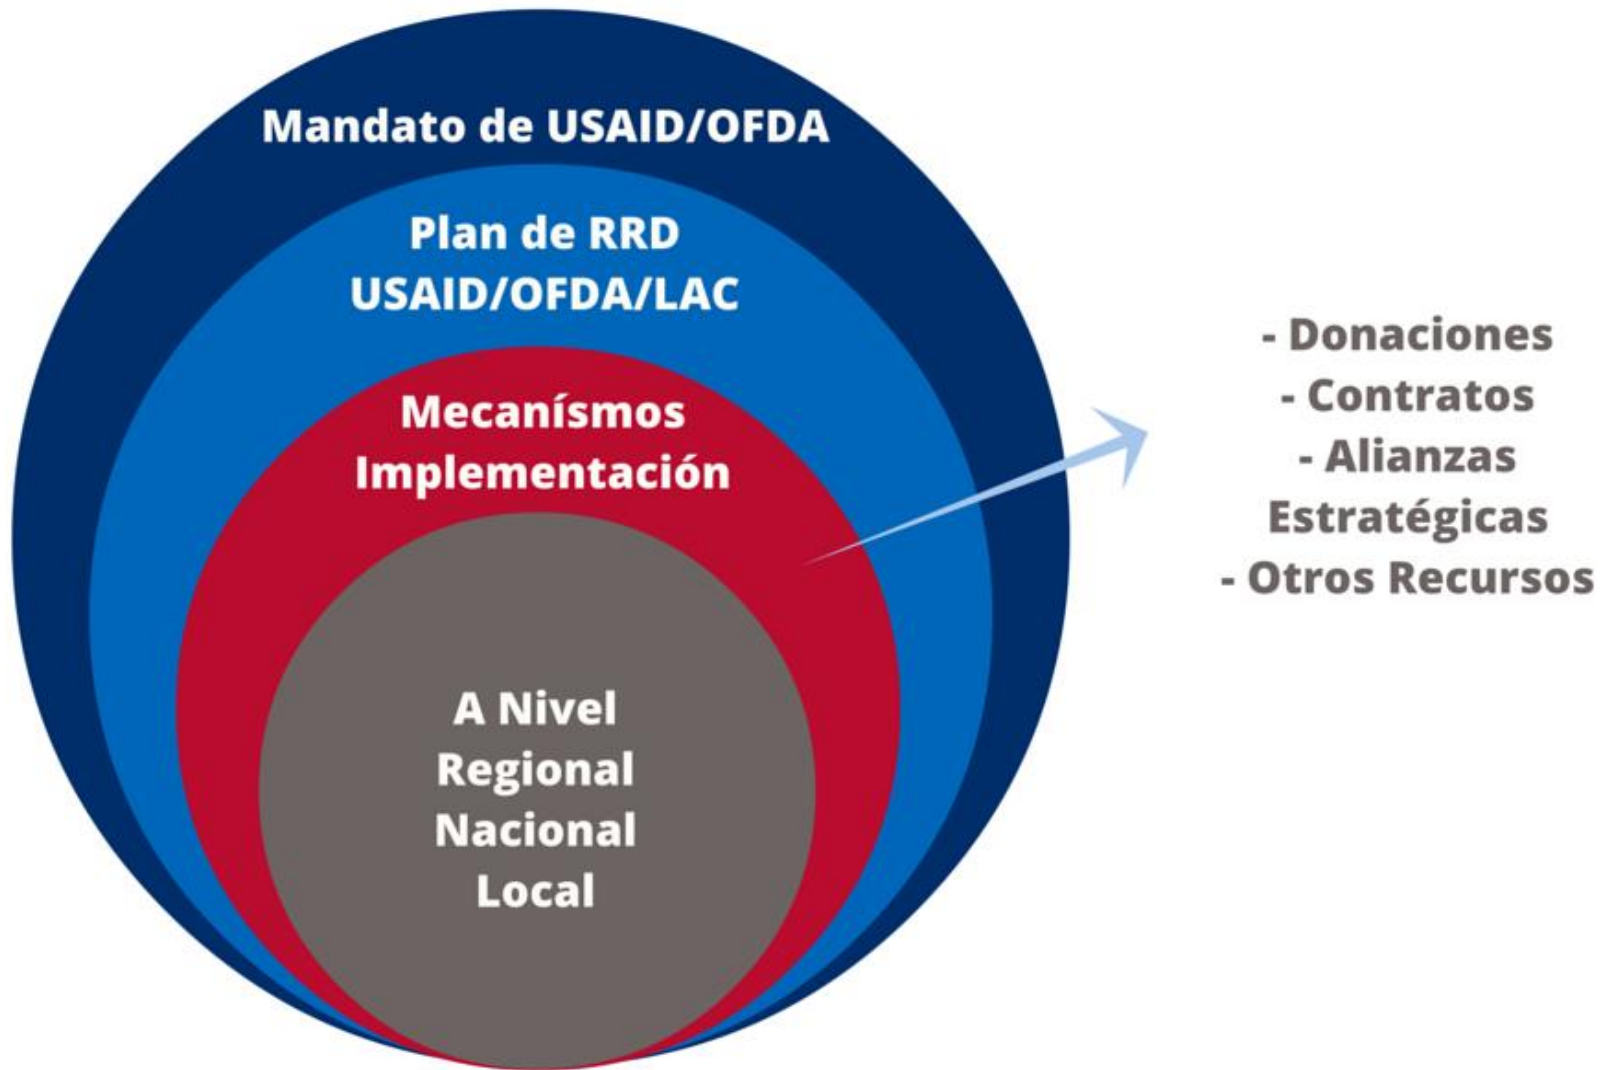 Mandato de USAID/OFDA
Plan de RRD
USAID/OFDA/LAC
Mecanísmos
Implementación
A Nivel
Regional
Nacional
Local
- Donaciones
- Contratos
- Alianzas
Estratégicas
- Otros Recursos